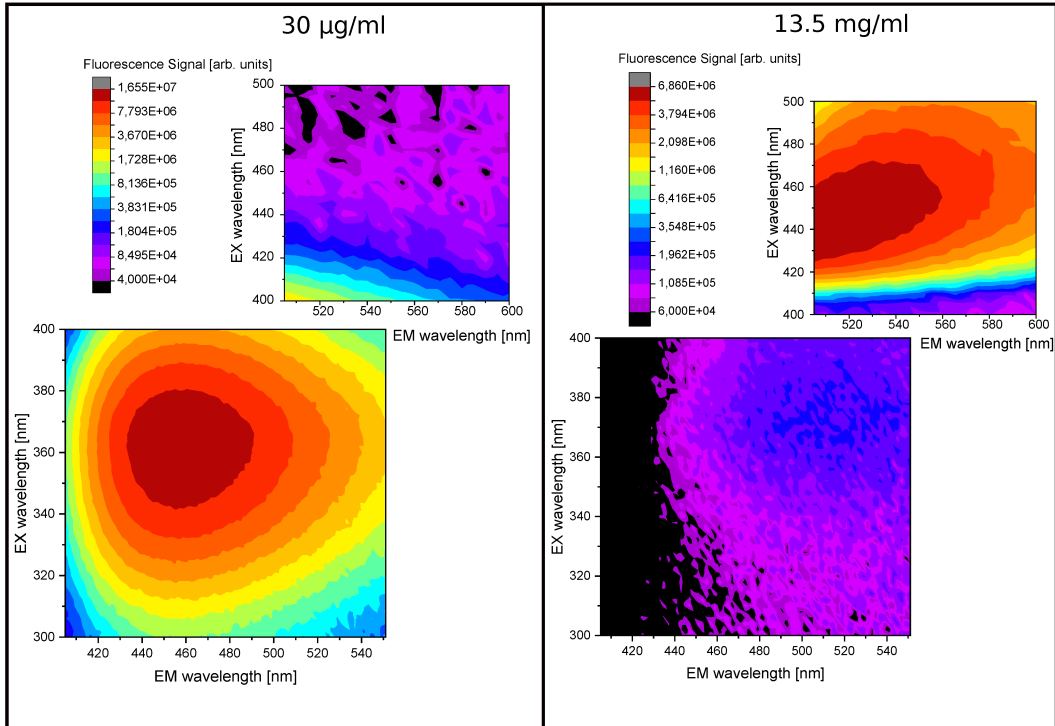 30 µg/ml
Fluorescence Signal [arb. units]
1,655E+07
7,793E+06
3,670E+06
1,728E+06
8,136E+05
3,831E+05
1,804E+05
8,495E+04
4,000E+04
500
480
460
440
420
400
EX wavelength [nm]
520 540 560 580 600
EM wavelength [nm]
400
380
360
340
320
300
EX wavelength [nm]
420 440 460 480 500 520 540
EM wavelength [nm]
13.5 mg/ml
Fluorescence Signal [arb. units]
6,860E+06
3,794E+06
2,098E+06
1,160E+06
6,416E+05
3,548E+05
1,962E+05
1,085E+05
6,000E+04
500
480
460
440
420
400
EX wavelength [nm]
520 540 560 580 600
EM wavelength [nm]
400
380
360
340
320
300
EX wavelength [nm]
420 440 460 480 500 520 540
EM wavelength [nm]